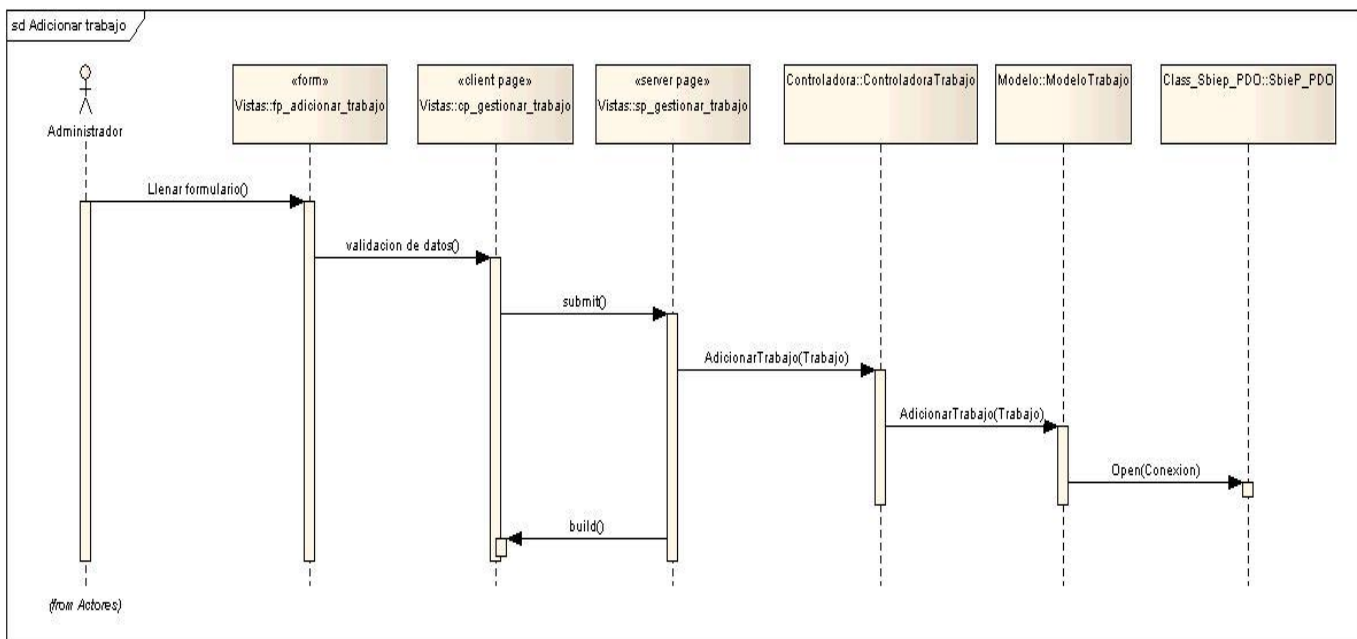 sd Adicionar trabajo
Administrador
«form»
Vistas::fp_adicionar_trabajo
«client page»
Vistas::cp_gestionar_trabajo
«server page»
Vistas::sp_gestionar_trabajo
Controladora::ControladoraTrabajo
Modelo::ModeloTrabajo
Class_Sbiep_PDO::SbieP_PDO
Llenar formulario()
validacion de datos()
submit()
AdicionarTrabajo(Trabajo)
AdicionarTrabajo(Trabajo)
Open(Conexion)
build()
(from Actores)